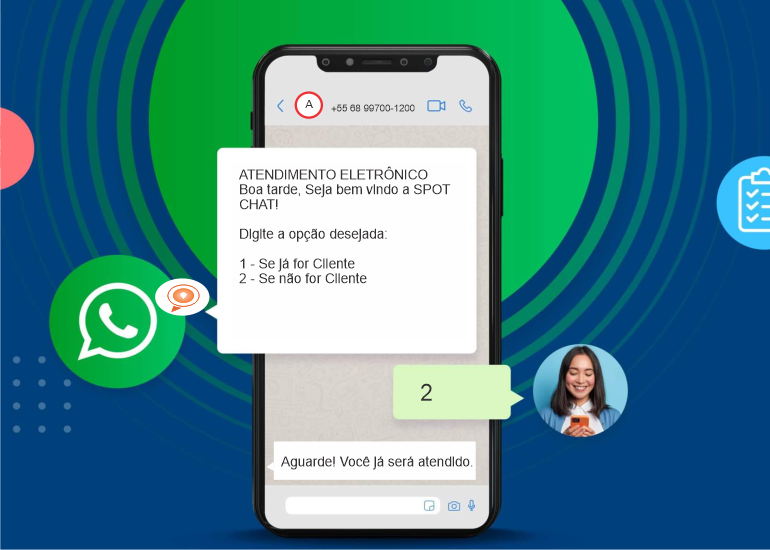 A
+55 68 99700-1200
ATENDIMENTO ELETRÔNICO
Boa tarde, Seja bem vindo a SPOT
CHAT!
Digite a opção desejada:
1 - Se já for Cliente
2 - Se não for Cliente
2
Aguarde! Você já será atendido.